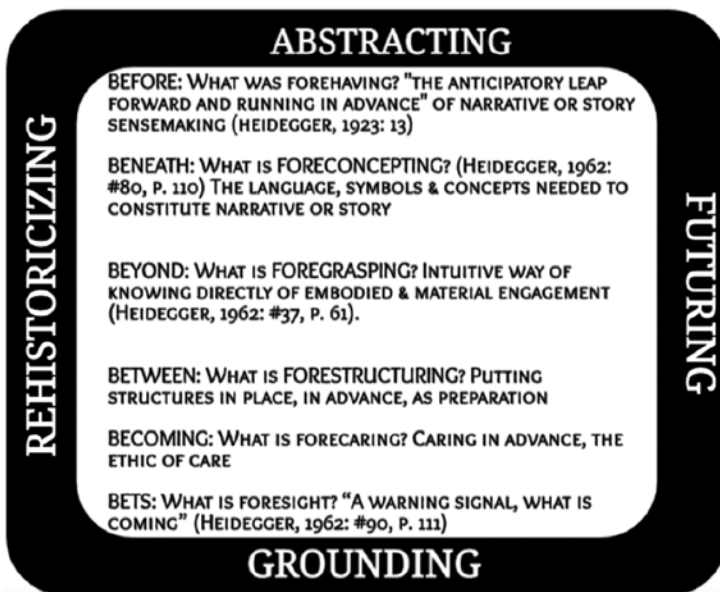 ABSTRACTING
REHISTORICIZING
BEFORE: WHAT WAS FOREHAVING? "THE ANTICIPATORY LEAP
FORWARD AND RUNNING IN ADVANCE" OF NARRATIVE OR STORY
SENSEMAKING (HEIDEGGER, 1923: 13)
BENEATH: WHAT IS FORECONCEPTING? (HEIDEGGER, 1962:
#80, P. 110) THE LANGUAGE, SYMBOLS & CONCEPTS NEEDED TO
CONSTITUTE NARRATIVE OR STORY
BEYOND: WHAT IS FOREGRASPING? INTUITIVE WAY OF
KNOWING DIRECTLY OF EMBODIED & MATERIAL ENGAGEMENT
(HEIDEGGER, 1962: #37, P. 61).
BETWEEN: WHAT IS FORESTRUCTURING? PUTTING
STRUCTURES IN PLACE, IN ADVANCE, AS PREPARATION
BECOMING: WHAT IS FORECARING? CARING IN ADVANCE, THE
ETHIC OF CARE
BETS: WHAT IS FORESIGHT? “A WARNING SIGNAL, WHAT IS
COMING” (HEIDEGGER, 1962: #90, P. 111)
FUTURING
GROUNDING